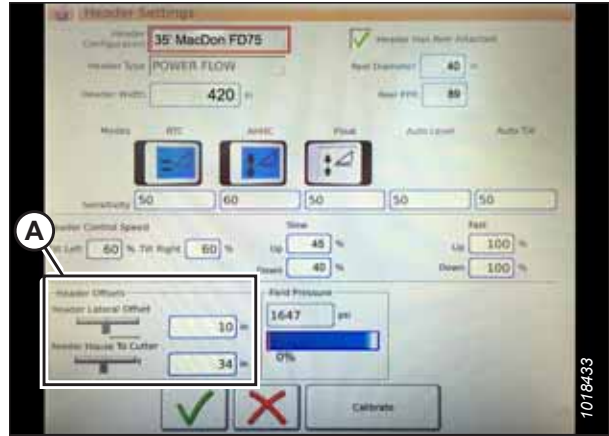 Header Settings
Header Configuration 35' MacDon FD75 Header Has Reel Attached
Header Type POWER FLOW Reel Diameter 40 in
Header Width 420 in Reel PPR 89
Modes RTC AHHC Float Auto Level Auto Tilt
Sensitivity 50 60 50 50 50
Header Control Speed Slow Fast
Tilt Left 60 % Tilt Right 60 % Up 45 % Up 100 %
Down 40 % Down 100 %
A
Header Offsets Field Pressure
Header Lateral Offset 1647 psi
10 in
Feeder House To Cutter 0%
34 in
Calibrate
1018433